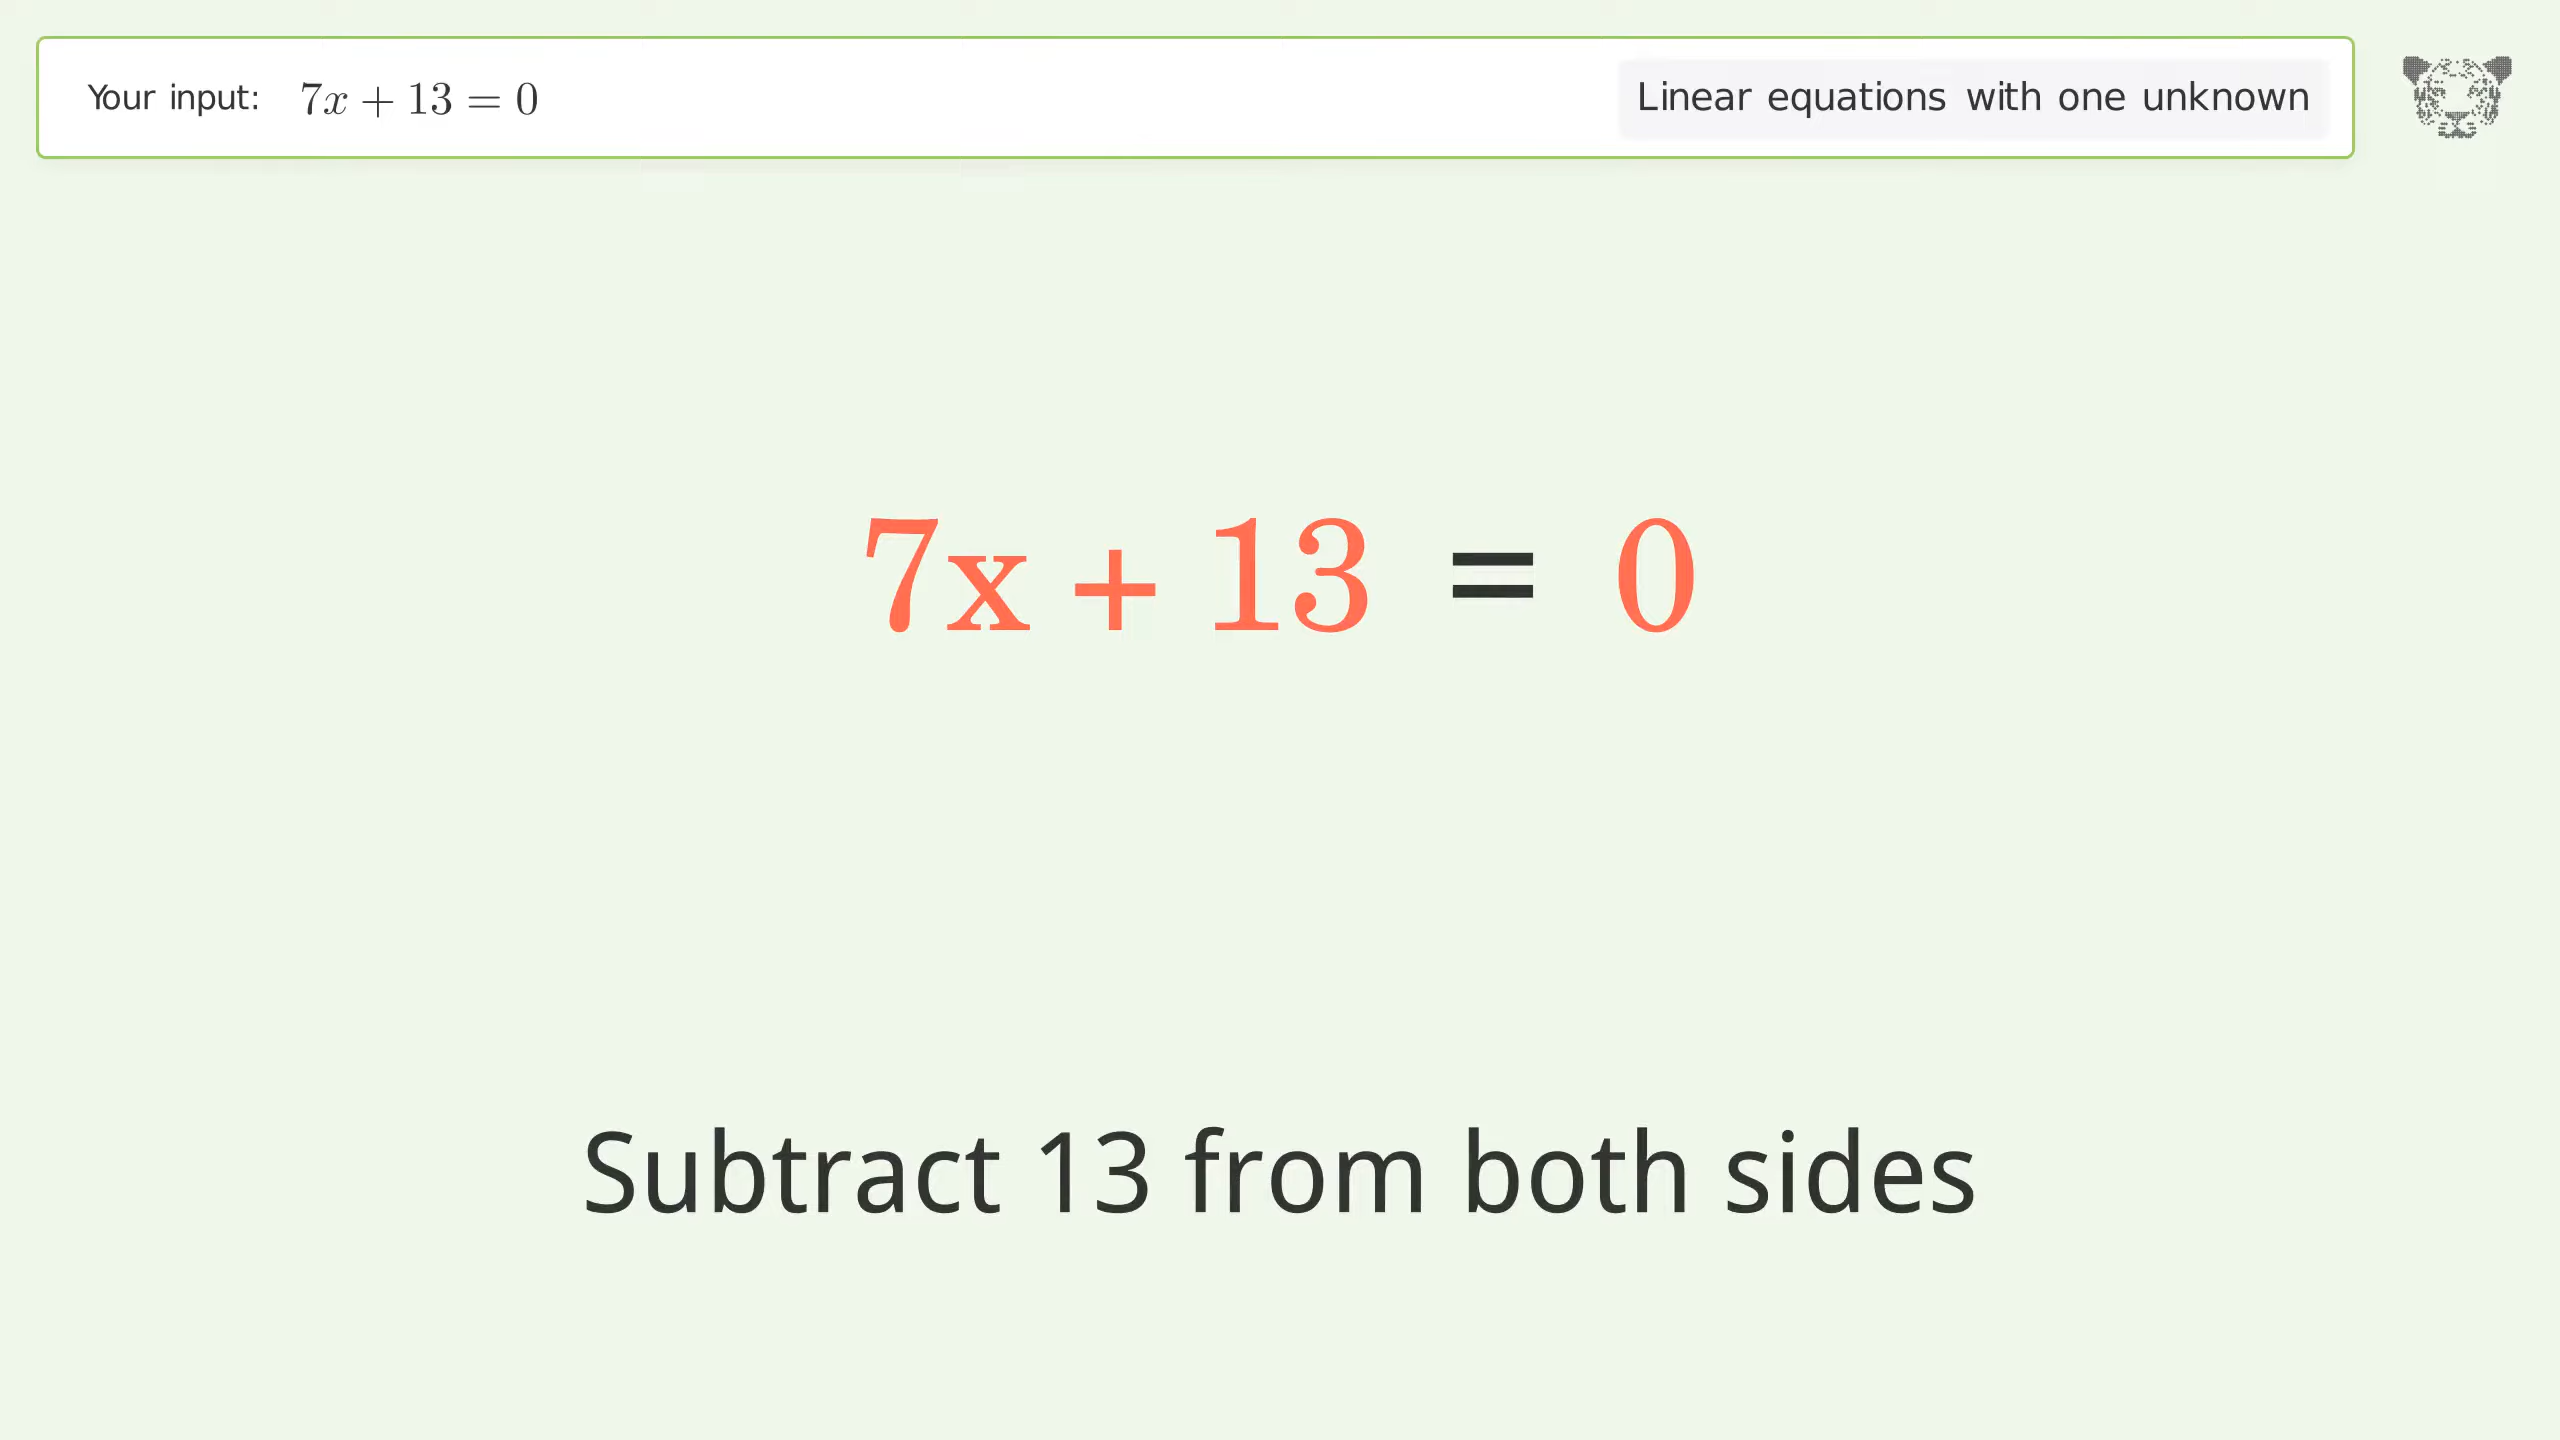 Your input: 7x + 13 = 0
Linear equations with one unknown
7x + 13 = 0
Subtract 13 from both sides